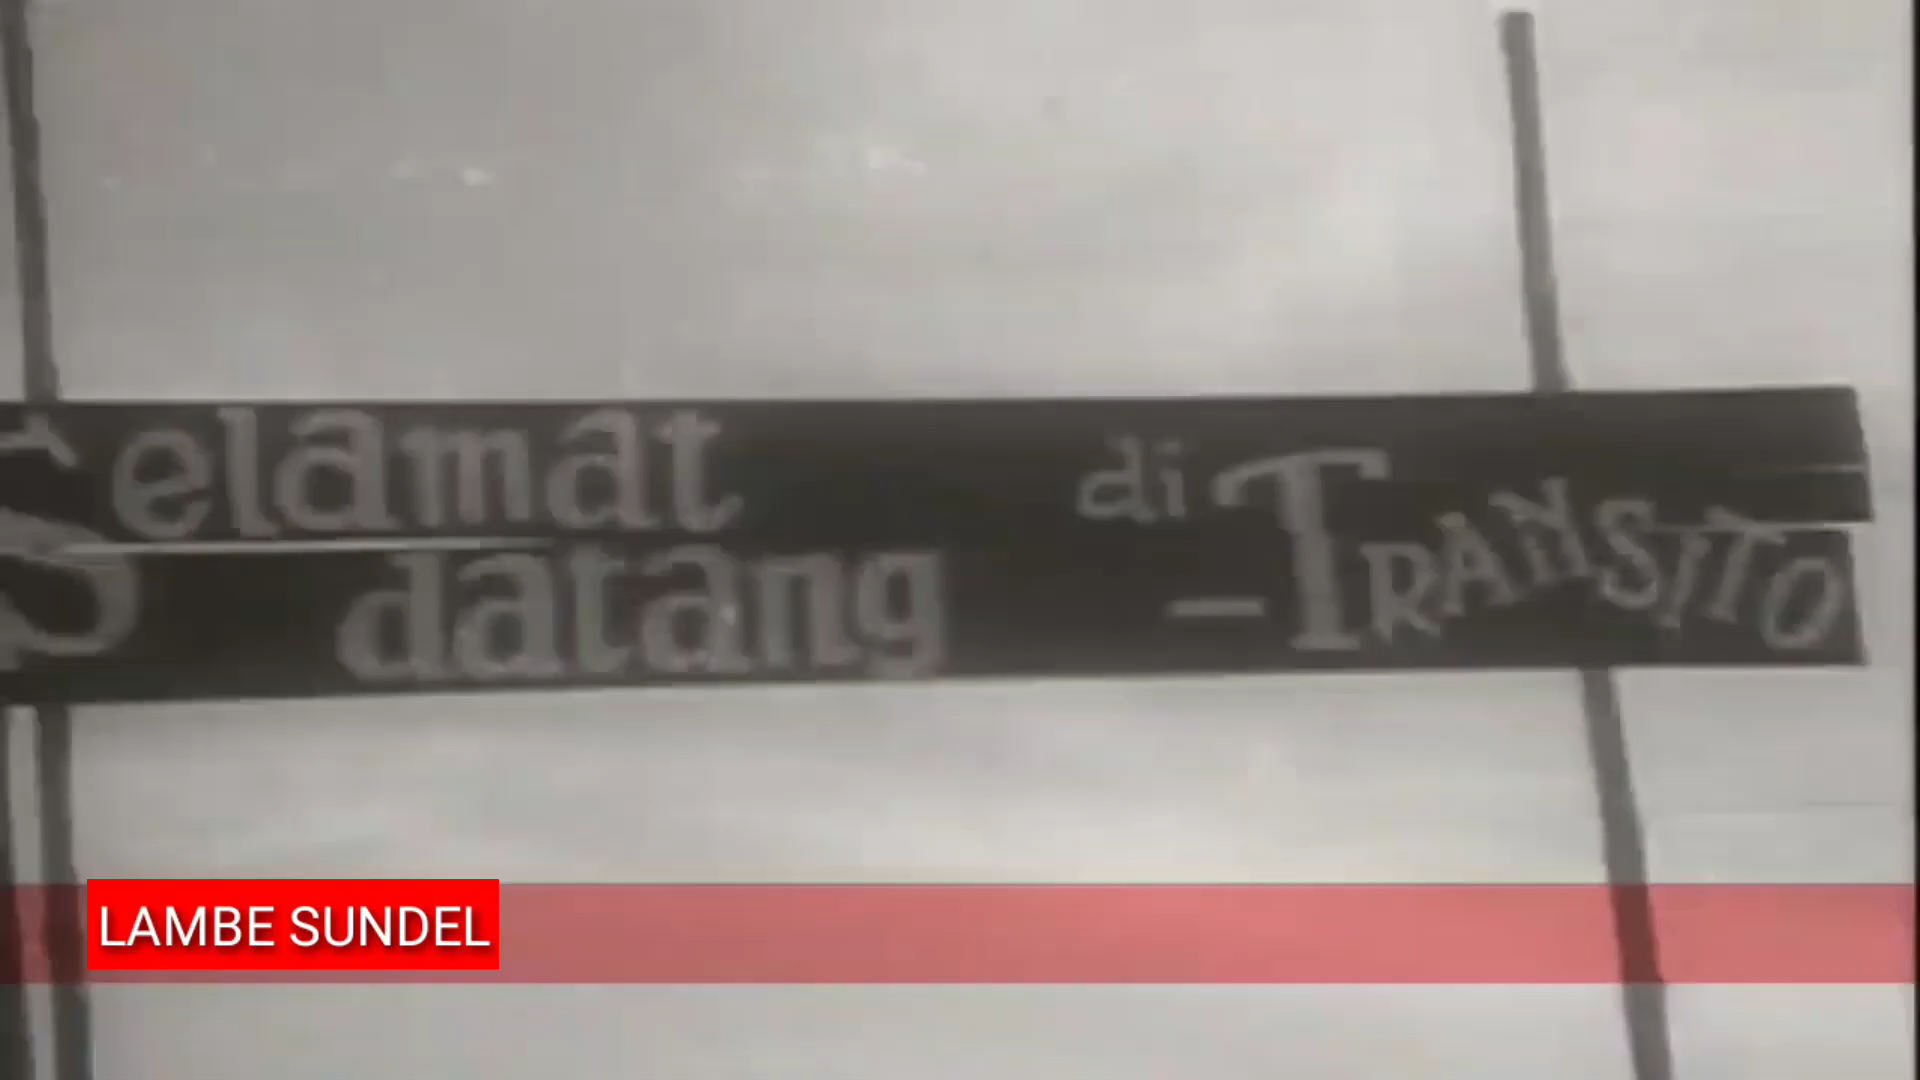 Selamat
datang
di
– TRANSITO
LAMBE SUNDEL